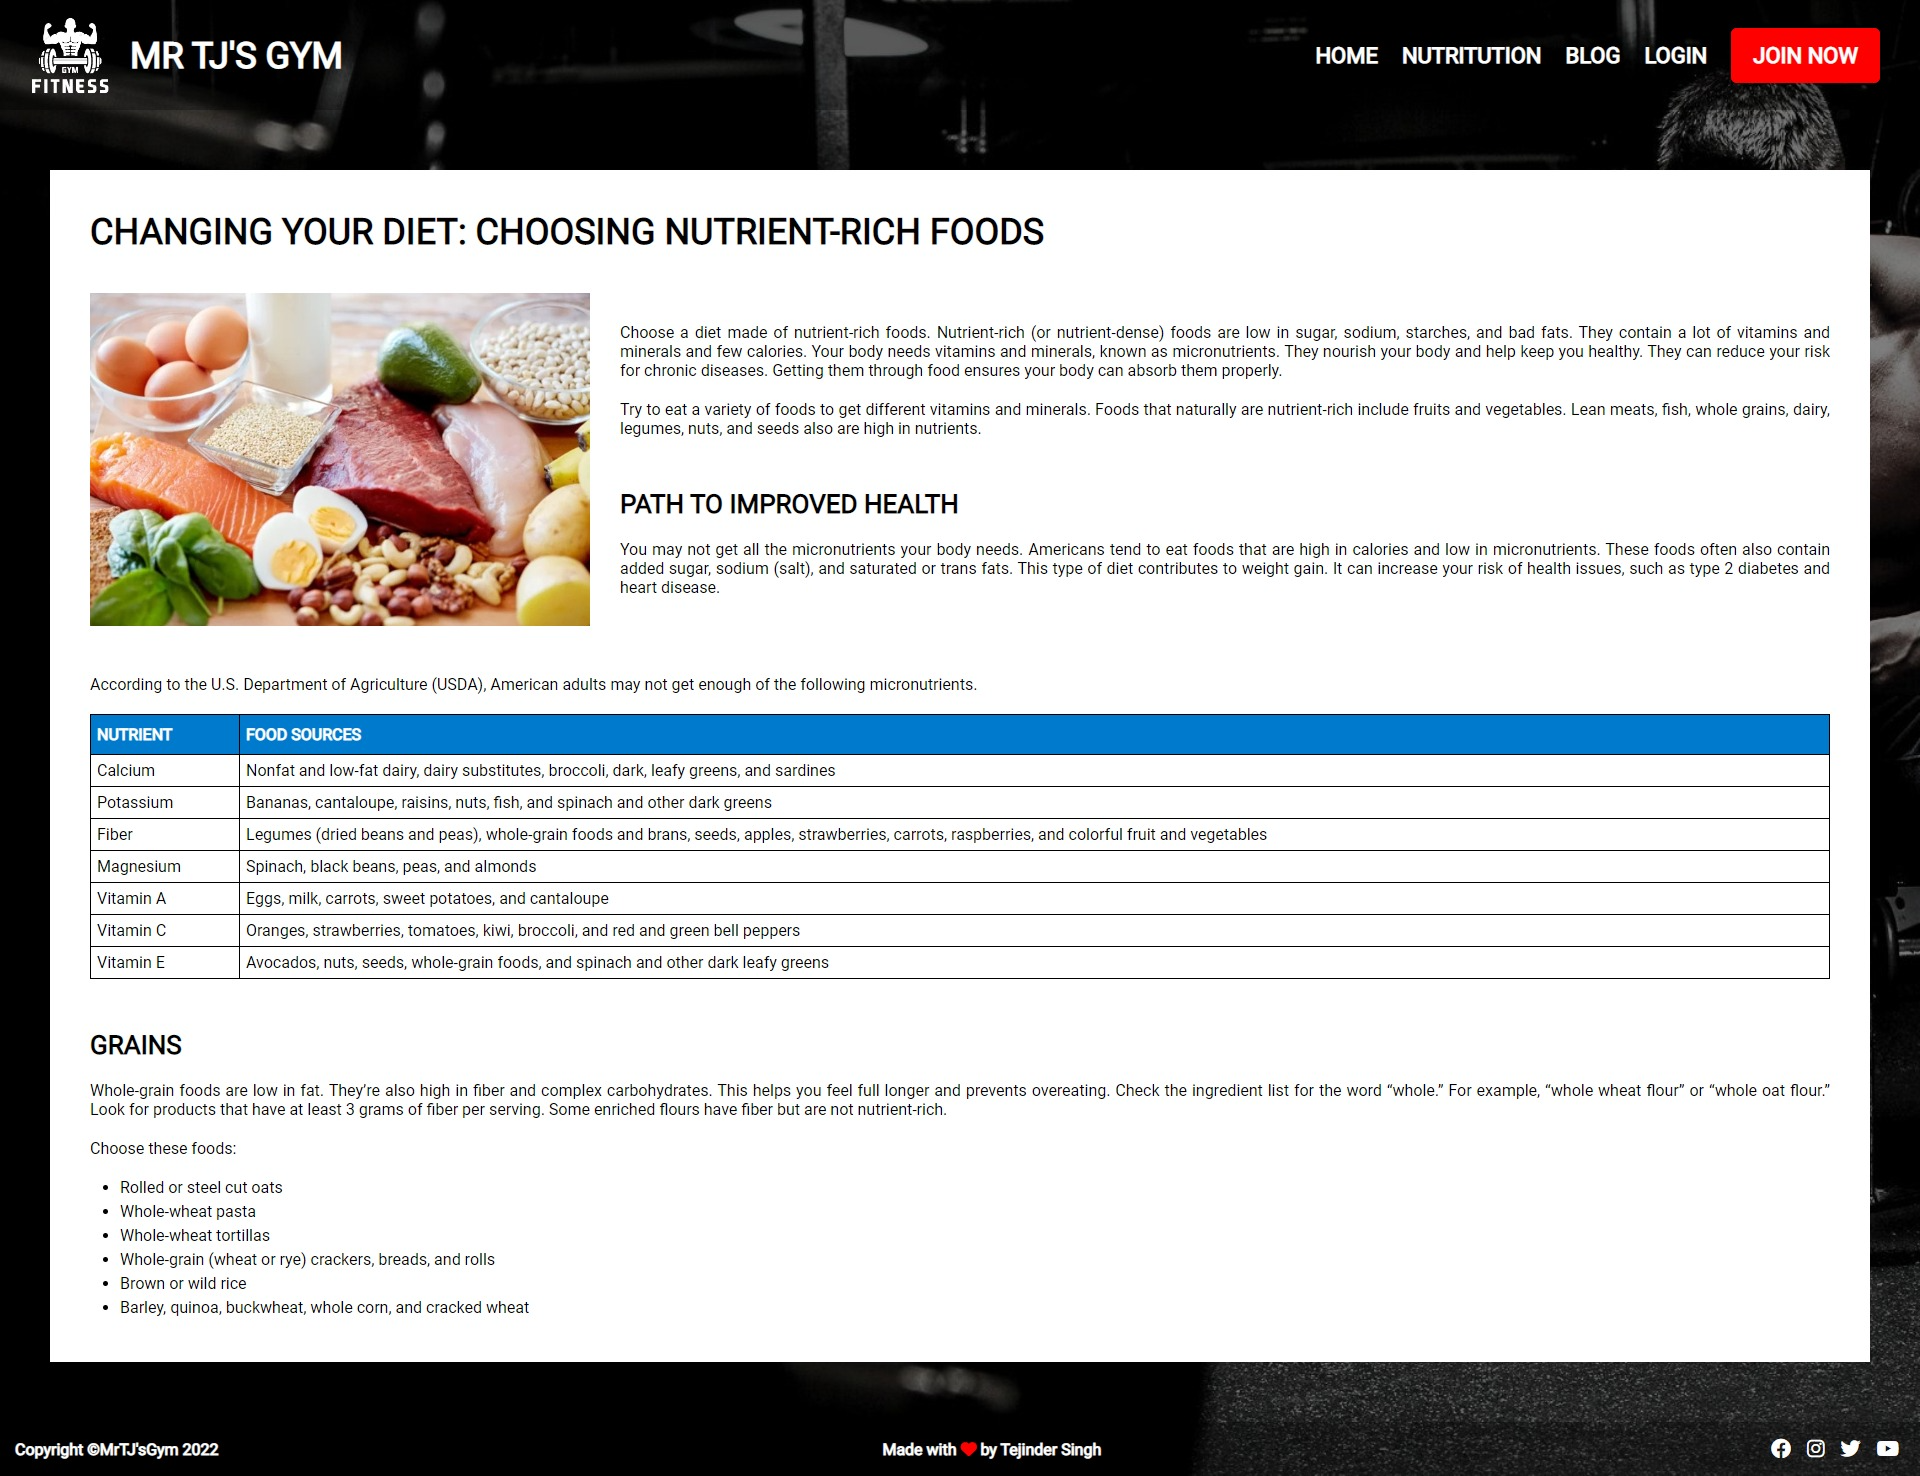 GYM
FITNESS
MR TJ'S GYM
HOME NUTRITUTION BLOG LOGIN JOIN NOW
CHANGING YOUR DIET: CHOOSING NUTRIENT-RICH FOODS
Choose a diet made of nutrient-rich foods. Nutrient-rich (or nutrient-dense) foods are low in sugar, sodium, starches, and bad fats. They contain a lot of vitamins and
minerals and few calories. Your body needs vitamins and minerals, known as micronutrients. They nourish your body and help keep you healthy. They can reduce your risk
for chronic diseases. Getting them through food ensures your body can absorb them properly.
Try to eat a variety of foods to get different vitamins and minerals. Foods that naturally are nutrient-rich include fruits and vegetables. Lean meats, fish, whole grains, dairy,
legumes, nuts, and seeds also are high in nutrients.
PATH TO IMPROVED HEALTH
You may not get all the micronutrients your body needs. Americans tend to eat foods that are high in calories and low in micronutrients. These foods often also contain
added sugar, sodium (salt), and saturated or trans fats. This type of diet contributes to weight gain. It can increase your risk of health issues, such as type 2 diabetes and
heart disease.
According to the U.S. Department of Agriculture (USDA), American adults may not get enough of the following micronutrients.
NUTRIENT FOOD SOURCES
Calcium Nonfat and low-fat dairy, dairy substitutes, broccoli, dark, leafy greens, and sardines
Potassium Bananas, cantaloupe, raisins, nuts, fish, and spinach and other dark greens
Fiber Legumes (dried beans and peas), whole-grain foods and brans, seeds, apples, strawberries, carrots, raspberries, and colorful fruit and vegetables
Magnesium Spinach, black beans, peas, and almonds
Vitamin A Eggs, milk, carrots, sweet potatoes, and cantaloupe
Vitamin C Oranges, strawberries, tomatoes, kiwi, broccoli, and red and green bell peppers
Vitamin E Avocados, nuts, seeds, whole-grain foods, and spinach and other dark leafy greens
GRAINS
Whole-grain foods are low in fat. They’re also high in fiber and complex carbohydrates. This helps you feel full longer and prevents overeating. Check the ingredient list for the word “whole.” For example, “whole wheat flour” or “whole oat flour.”
Look for products that have at least 3 grams of fiber per serving. Some enriched flours have fiber but are not nutrient-rich.
Choose these foods:
• Rolled or steel cut oats
• Whole-wheat pasta
• Whole-wheat tortillas
• Whole-grain (wheat or rye) crackers, breads, and rolls
• Brown or wild rice
• Barley, quinoa, buckwheat, whole corn, and cracked wheat
Copyright ©MrTJ'sGym 2022
Made with ❤ by Tejinder Singh